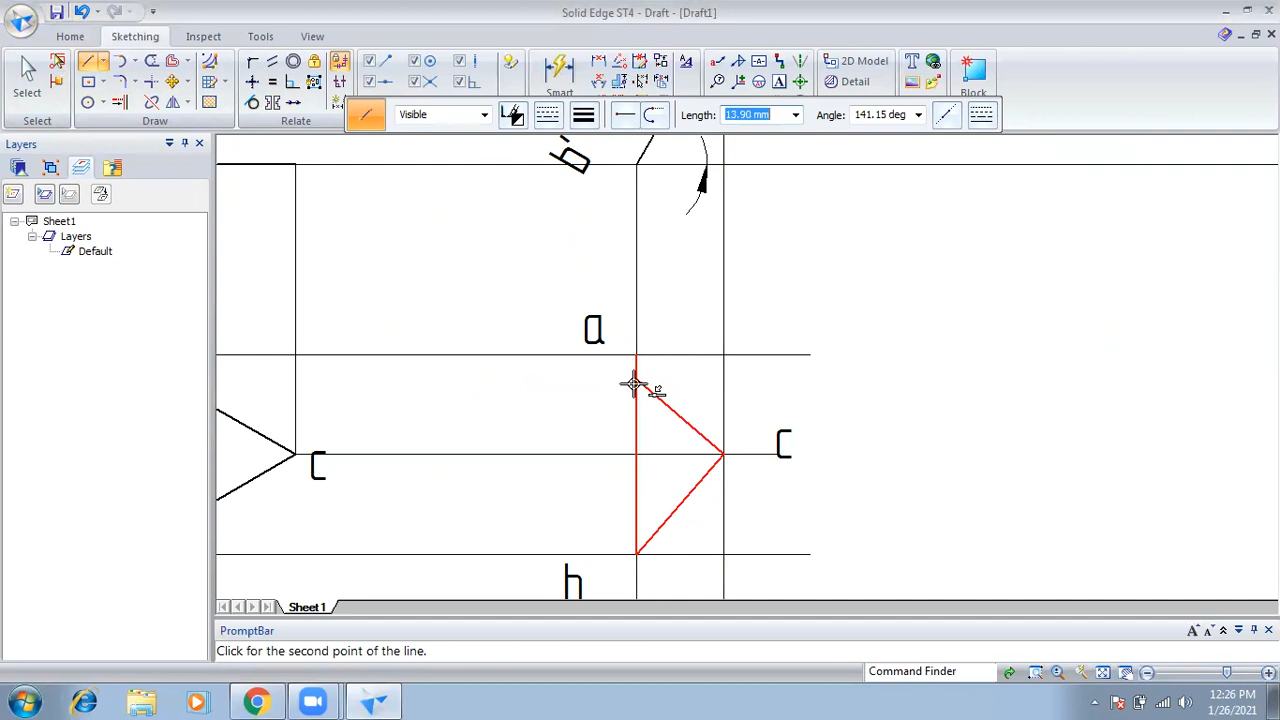 Solid Edge ST4 - Draft - [Draft1]
Home Sketching Inspect Tools View
Select
Smart
2D Model
Detail
A
T
Block
Select
Draw
Relate
Visible
Length: 13.90 mm
Angle: 141.15 deg
Layers
Sheet1
Layers
Default
b'
a
c
c
h
Sheet 1
PromptBar
Click for the second point of the line.
Command Finder
12:26 PM
1/26/2021